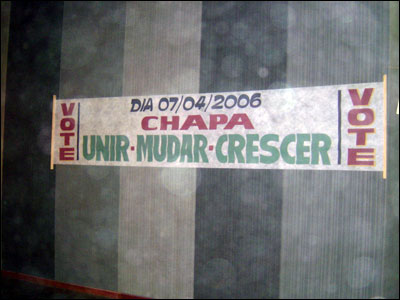 VOTE
DIA 07/04/2006
CHAPA
UNIR·MUDAR·CRESCER
VOTE